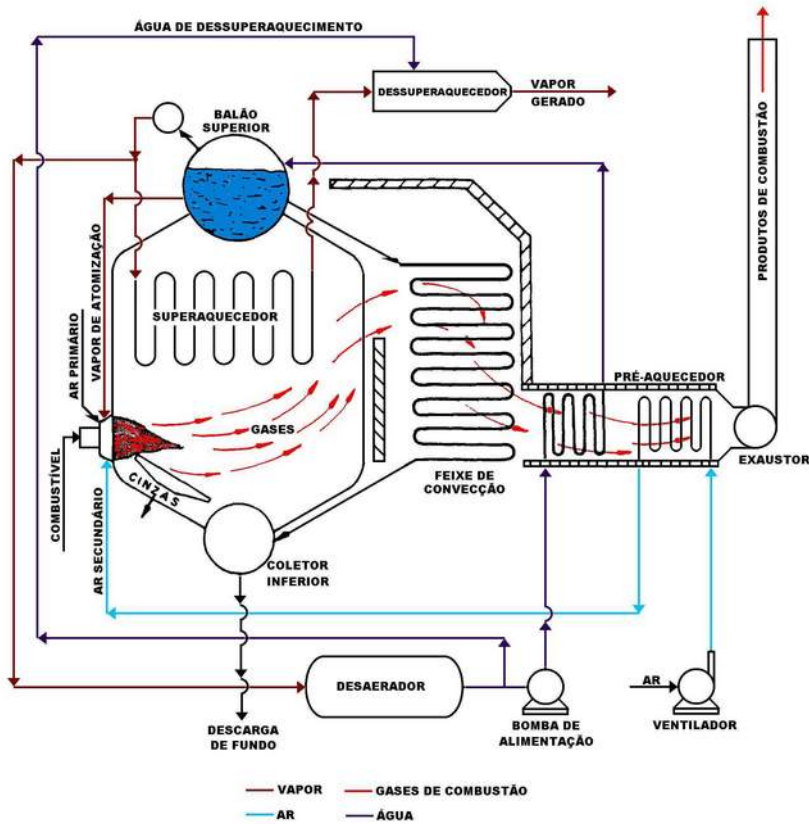 ÁGUA DE DESSUPERAQUECIMENTO
DESSUPERAQUECEDOR
VAPOR
GERADO
BALÃO
SUPERIOR
PRODUTOS DE COMBUSTÃO
VAPOR DE ATOMIZAÇÃO
SUPERAQUECEDOR
AR PRIMÁRIO
PRÉ-AQUECEDOR
GASES
COMBUSTÍVEL
CINZAS
FEIXE DE
CONVECÇÃO
EXAUSTOR
AR SECUNDÁRIO
COLETOR
INFERIOR
DESAERADOR
AR
DESCARGA
DE FUNDO
BOMBA DE
ALIMENTAÇÃO
VENTILADOR
VAPOR
GASES DE COMBUSTÃO
AR
ÁGUA